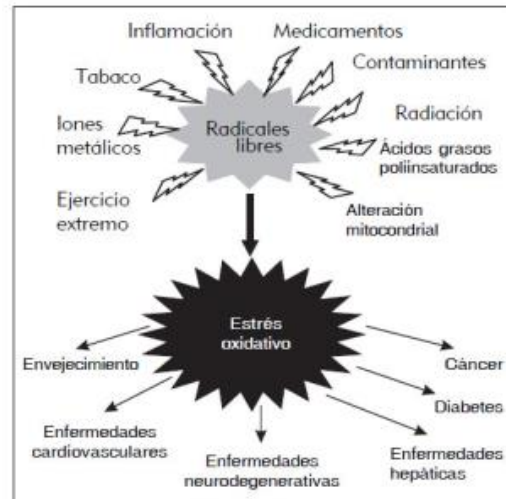 Inflamación
Medicamentos
Tabaco
Contaminantes
Iones
metálicos
Radicales
libres
Radiación
Ácidos grasos
poliinsaturados
Ejercicio
extremo
Alteración
mitocondrial
Estrés
oxidativo
Envejecimiento
Cáncer
Diabetes
Enfermedades
cardiovasculares
Enfermedades
neurodegenerativas
Enfermedades
hepáticas